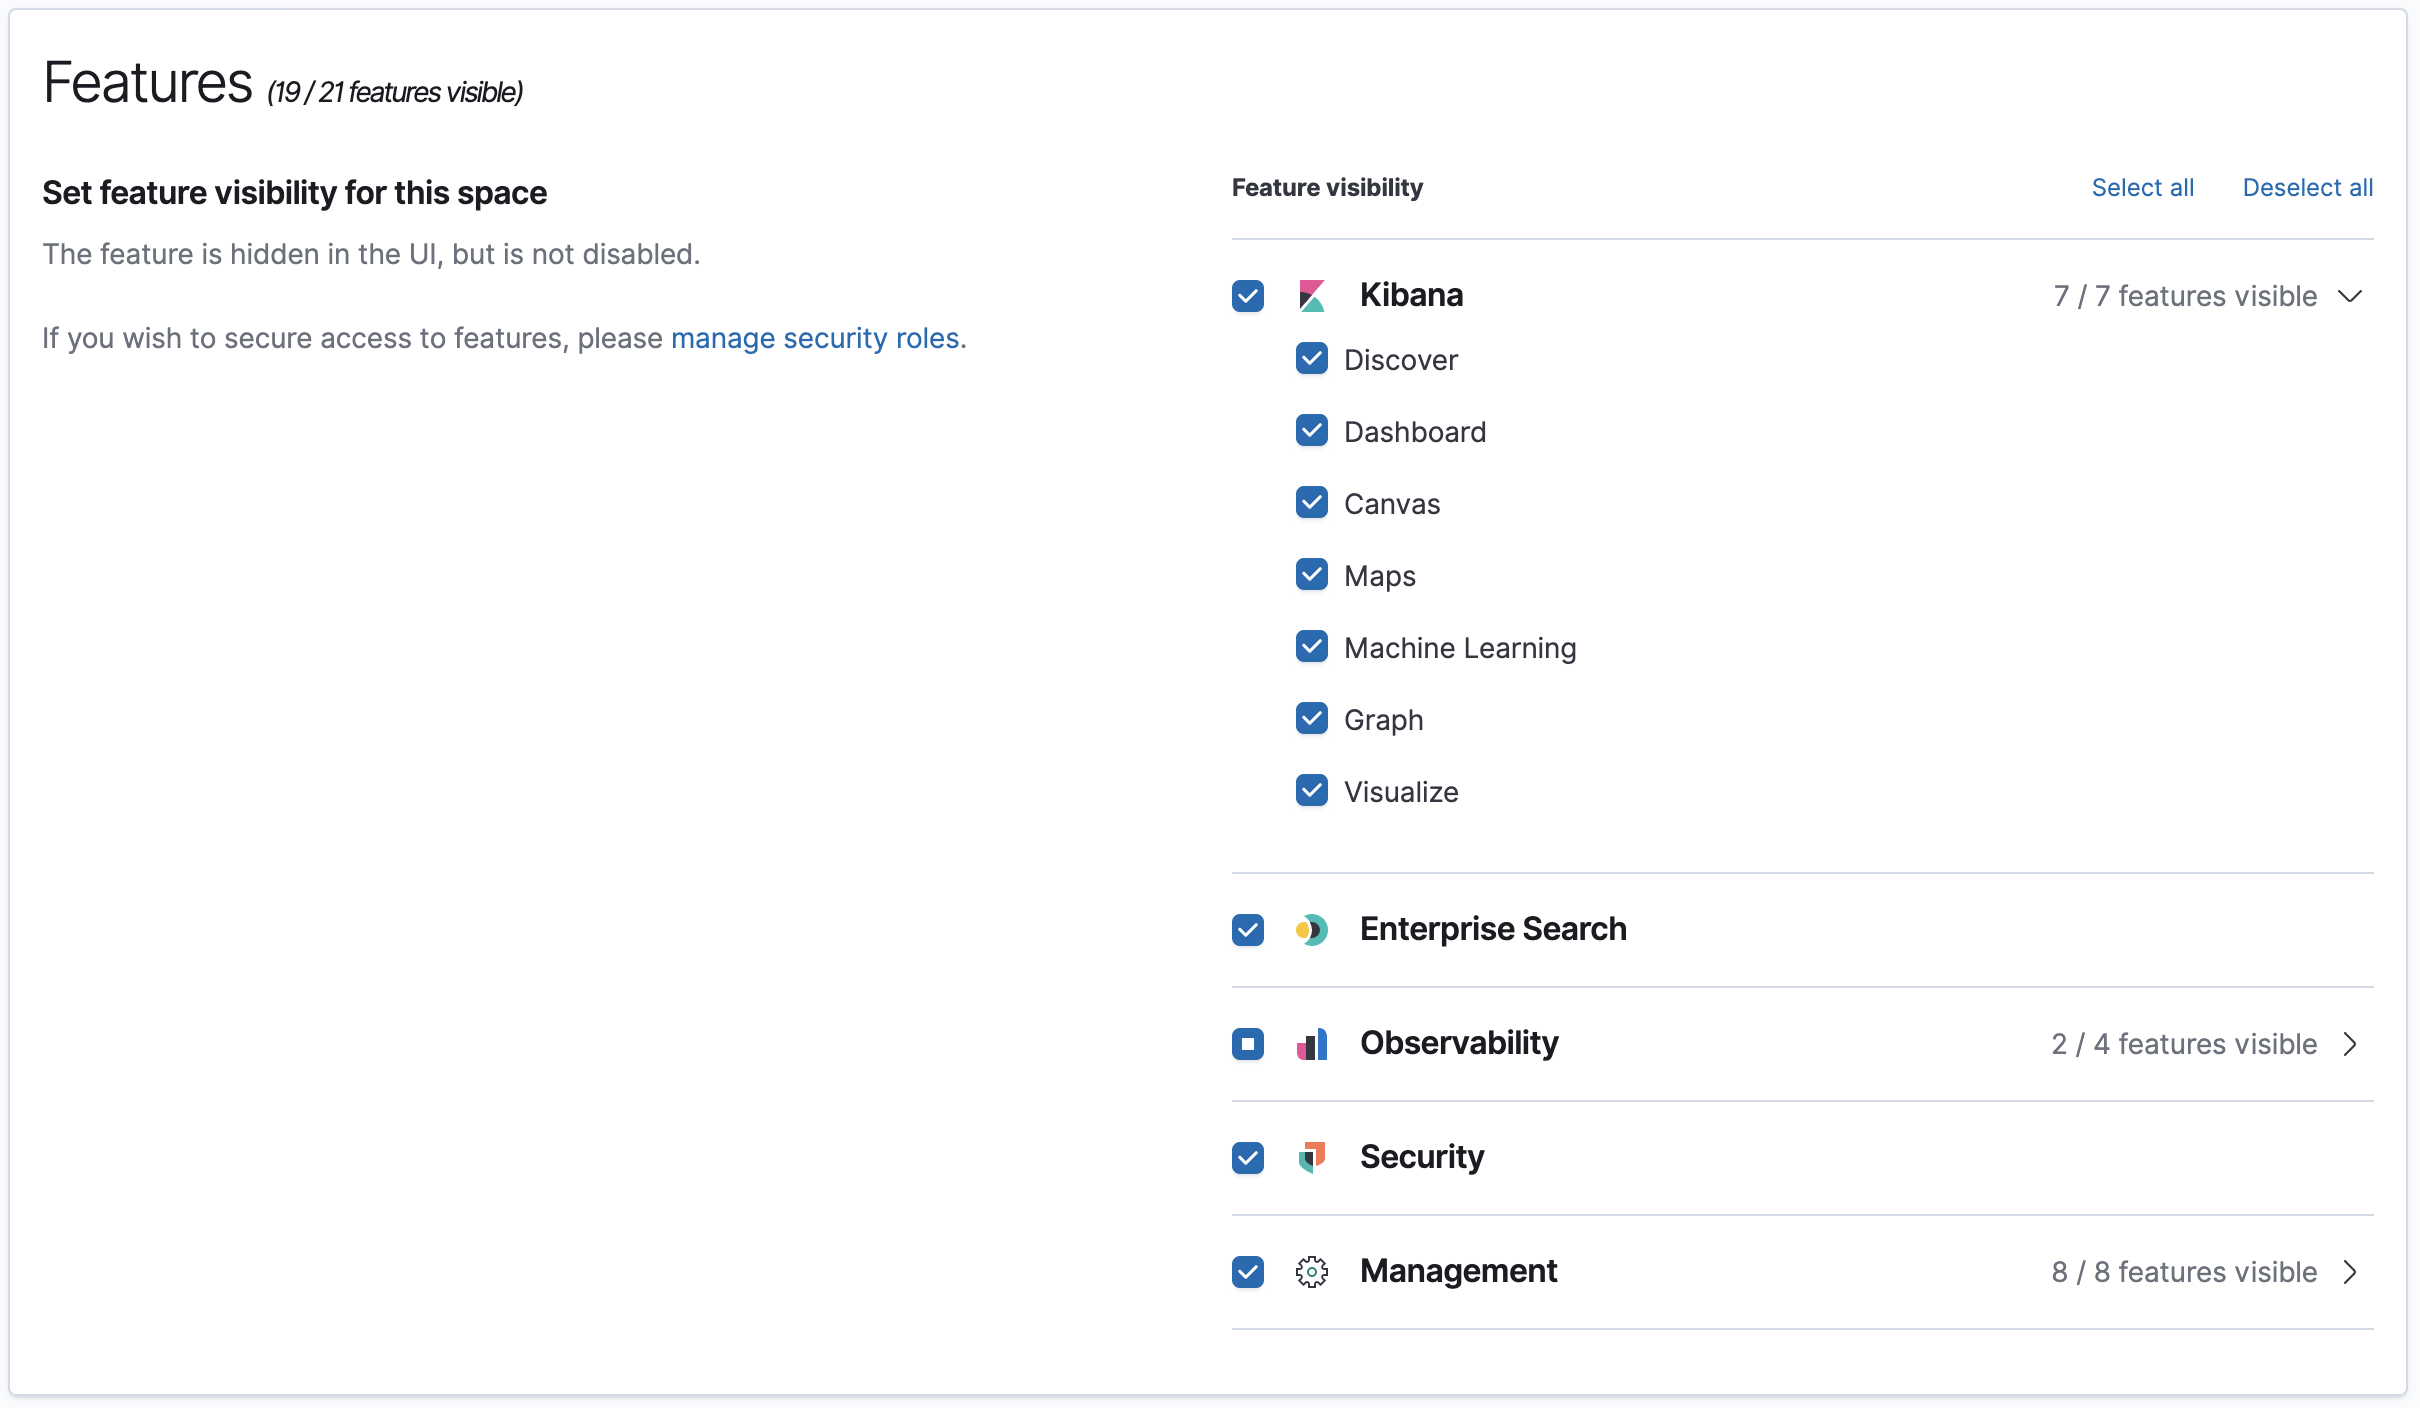 Features (19 / 21 features visible)
Set feature visibility for this space
The feature is hidden in the UI, but is not disabled.
If you wish to secure access to features, please manage security roles.
Feature visibility
Select all
Deselect all
Kibana
7 / 7 features visible
Discover
Dashboard
Canvas
Maps
Machine Learning
Graph
Visualize
Enterprise Search
Observability
2 / 4 features visible
Security
Management
8 / 8 features visible